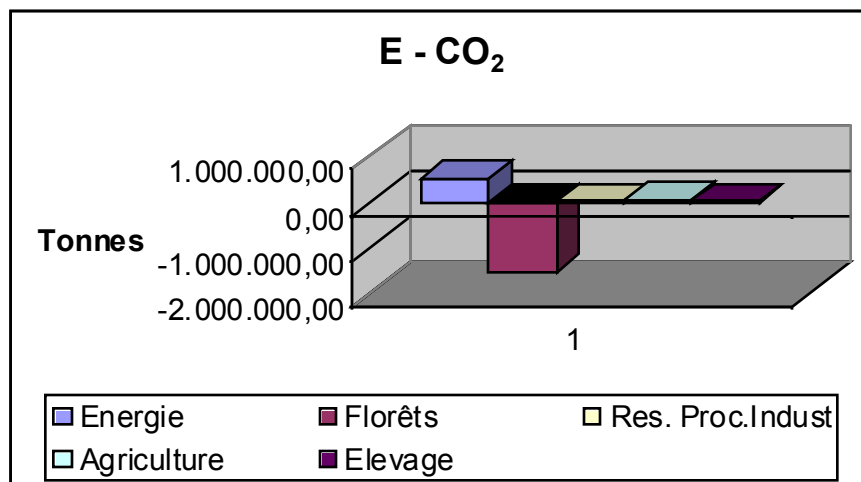 E - CO₂
1.000.000,00
0,00
Tonnes
-1.000.000,00
-2.000.000,00
1
Energie Florêts Res. Proc.Indust
Agriculture Elevage